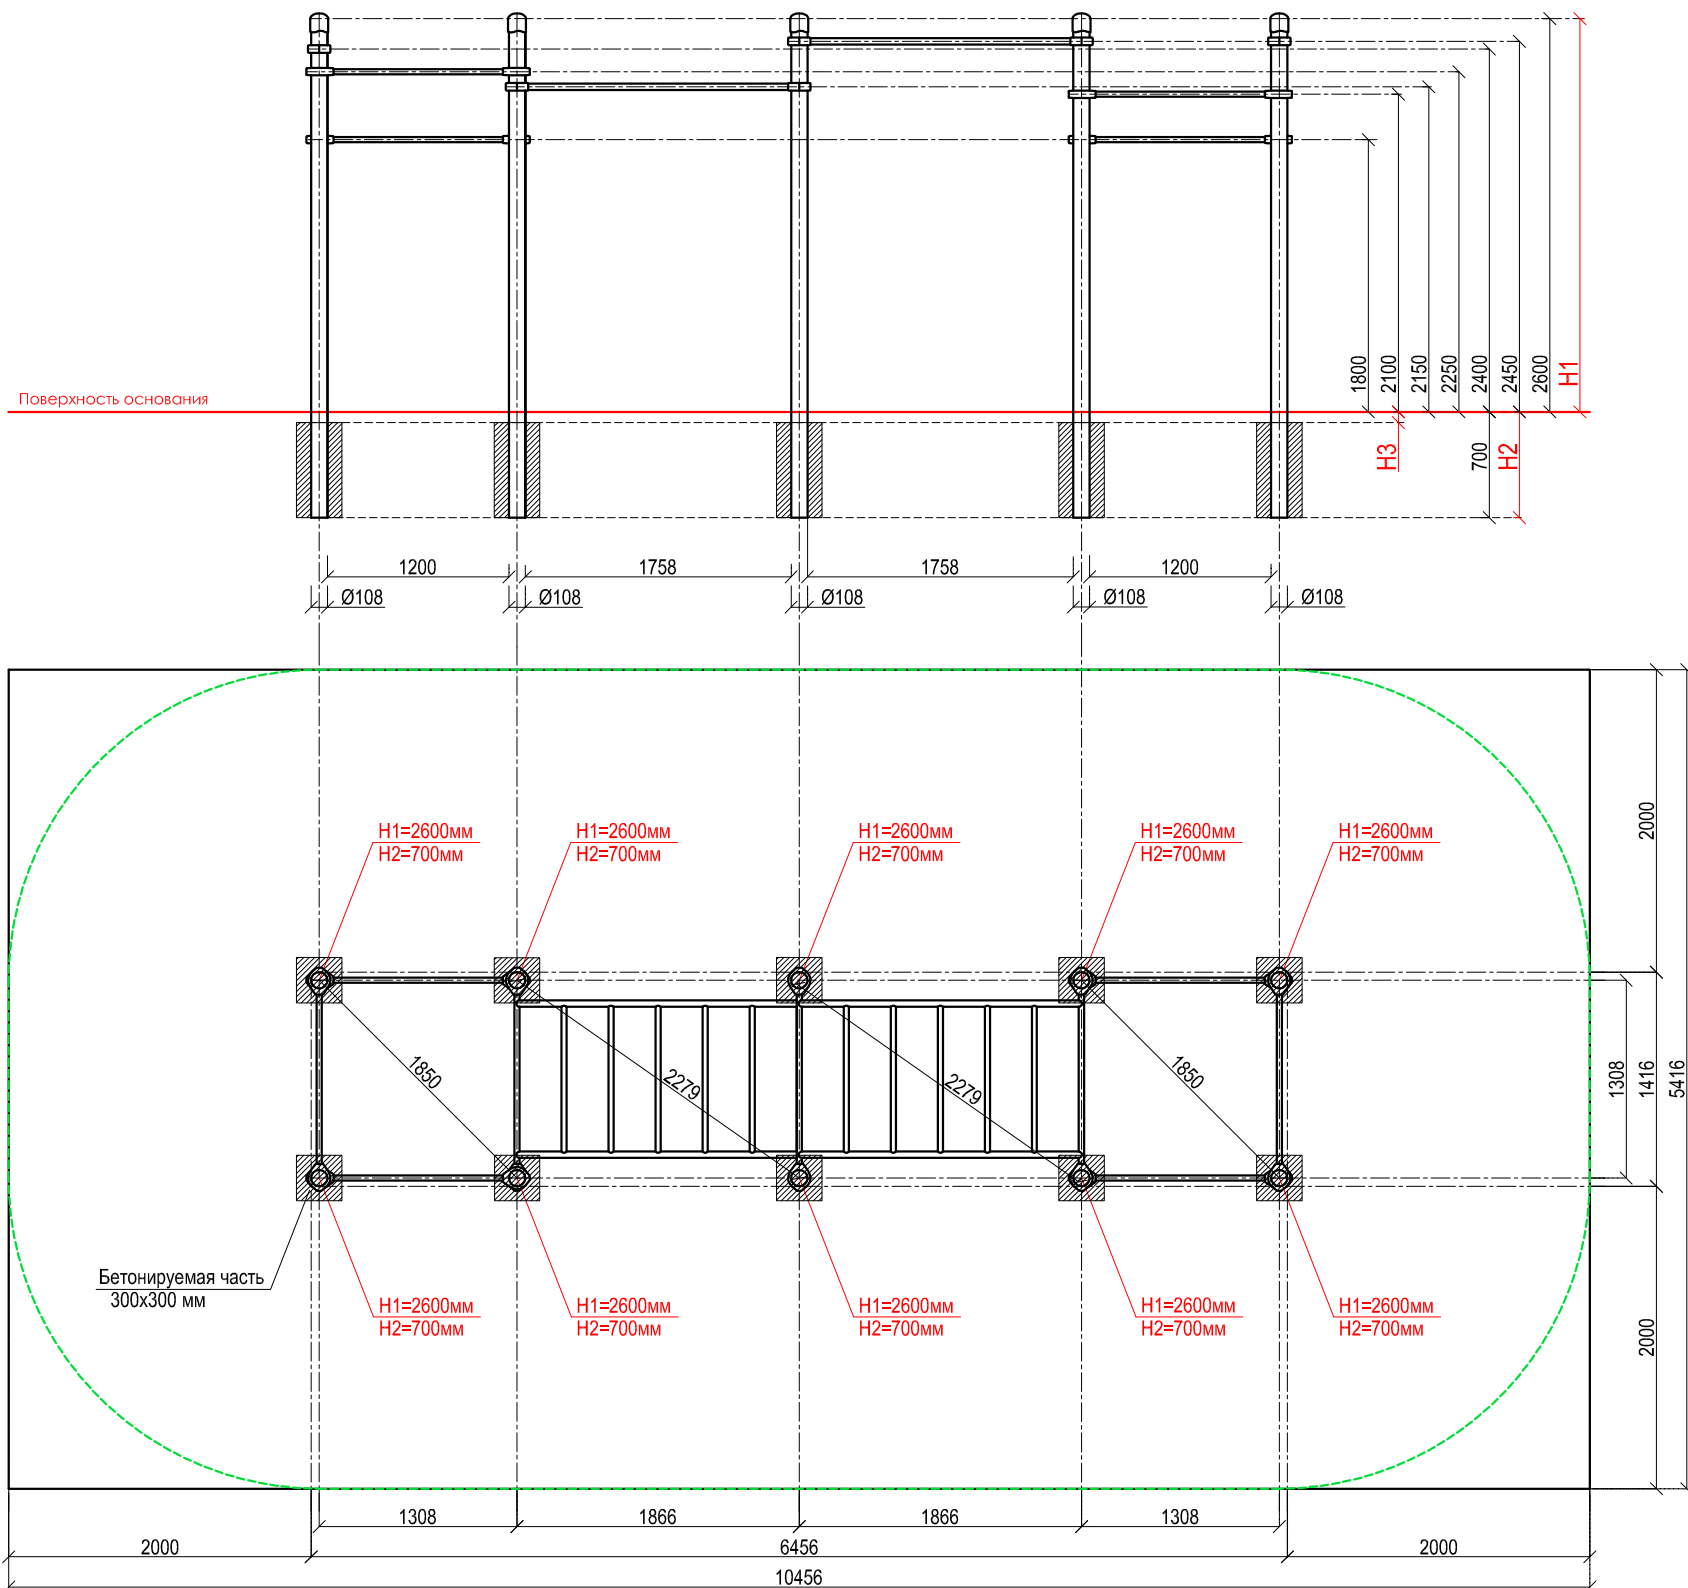 1800
2100
2150
2250
2400
2450
2600
H1
Поверхность основания
H3
700
H2
1200
1758
1758
1200
Ø108
Ø108
Ø108
Ø108
Ø108
H1=2600мм
H2=700мм
H1=2600мм
H2=700мм
H1=2600мм
H2=700мм
H1=2600мм
H2=700мм
H1=2600мм
H2=700мм
2000
1850
2279
2279
1850
1308
1416
5416
Бетонируемая часть
300х300 мм
H1=2600мм
H2=700мм
H1=2600мм
H2=700мм
H1=2600мм
H2=700мм
H1=2600мм
H2=700мм
H1=2600мм
H2=700мм
2000
1308
1866
1866
1308
2000
6456
2000
10456